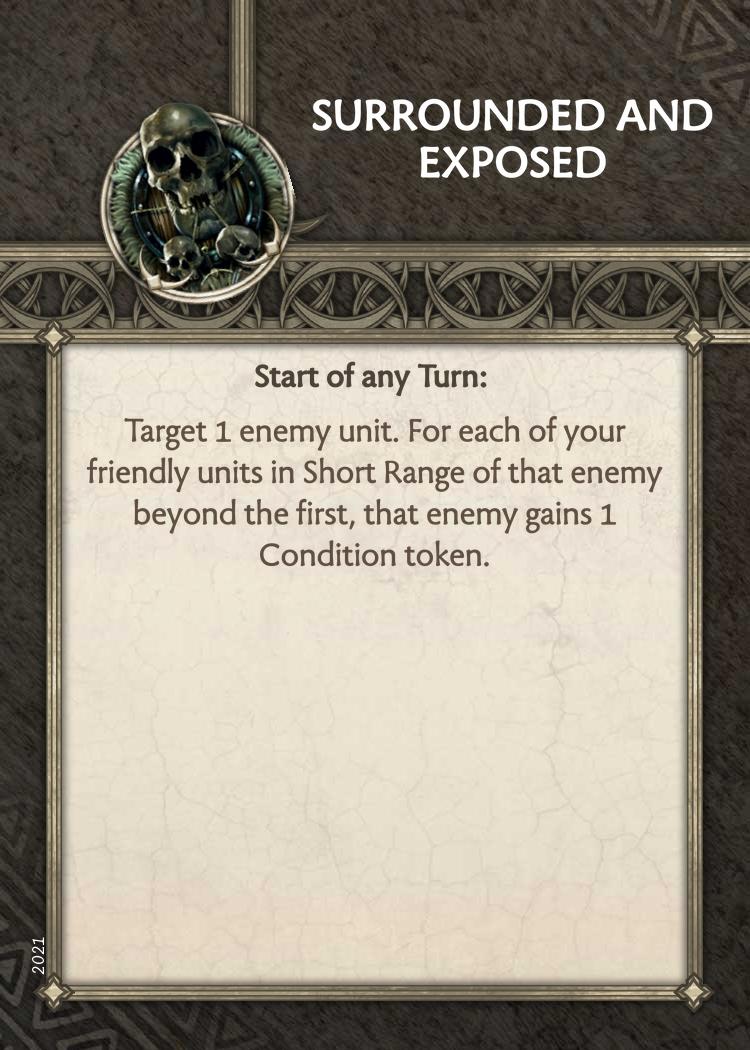 SURROUNDED AND
EXPOSED
Start of any Turn:
Target 1 enemy unit. For each of your
friendly units in Short Range of that enemy
beyond the first, that enemy gains 1
Condition token.
2021